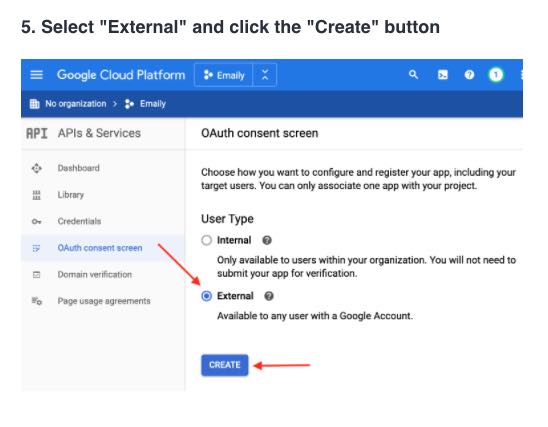 5. Select "External" and click the "Create" button
Google Cloud Platform
Emaily
1
No organization > Emaily
API APIs & Services
OAuth consent screen
Dashboard
Library
Credentials
OAuth consent screen
Domain verification
Page usage agreements
Choose how you want to configure and register your app, including your
target users. You can only associate one app with your project.
User Type
Internal ?
Only available to users within your organization. You will not need to
submit your app for verification.
External ?
Available to any user with a Google Account.
CREATE